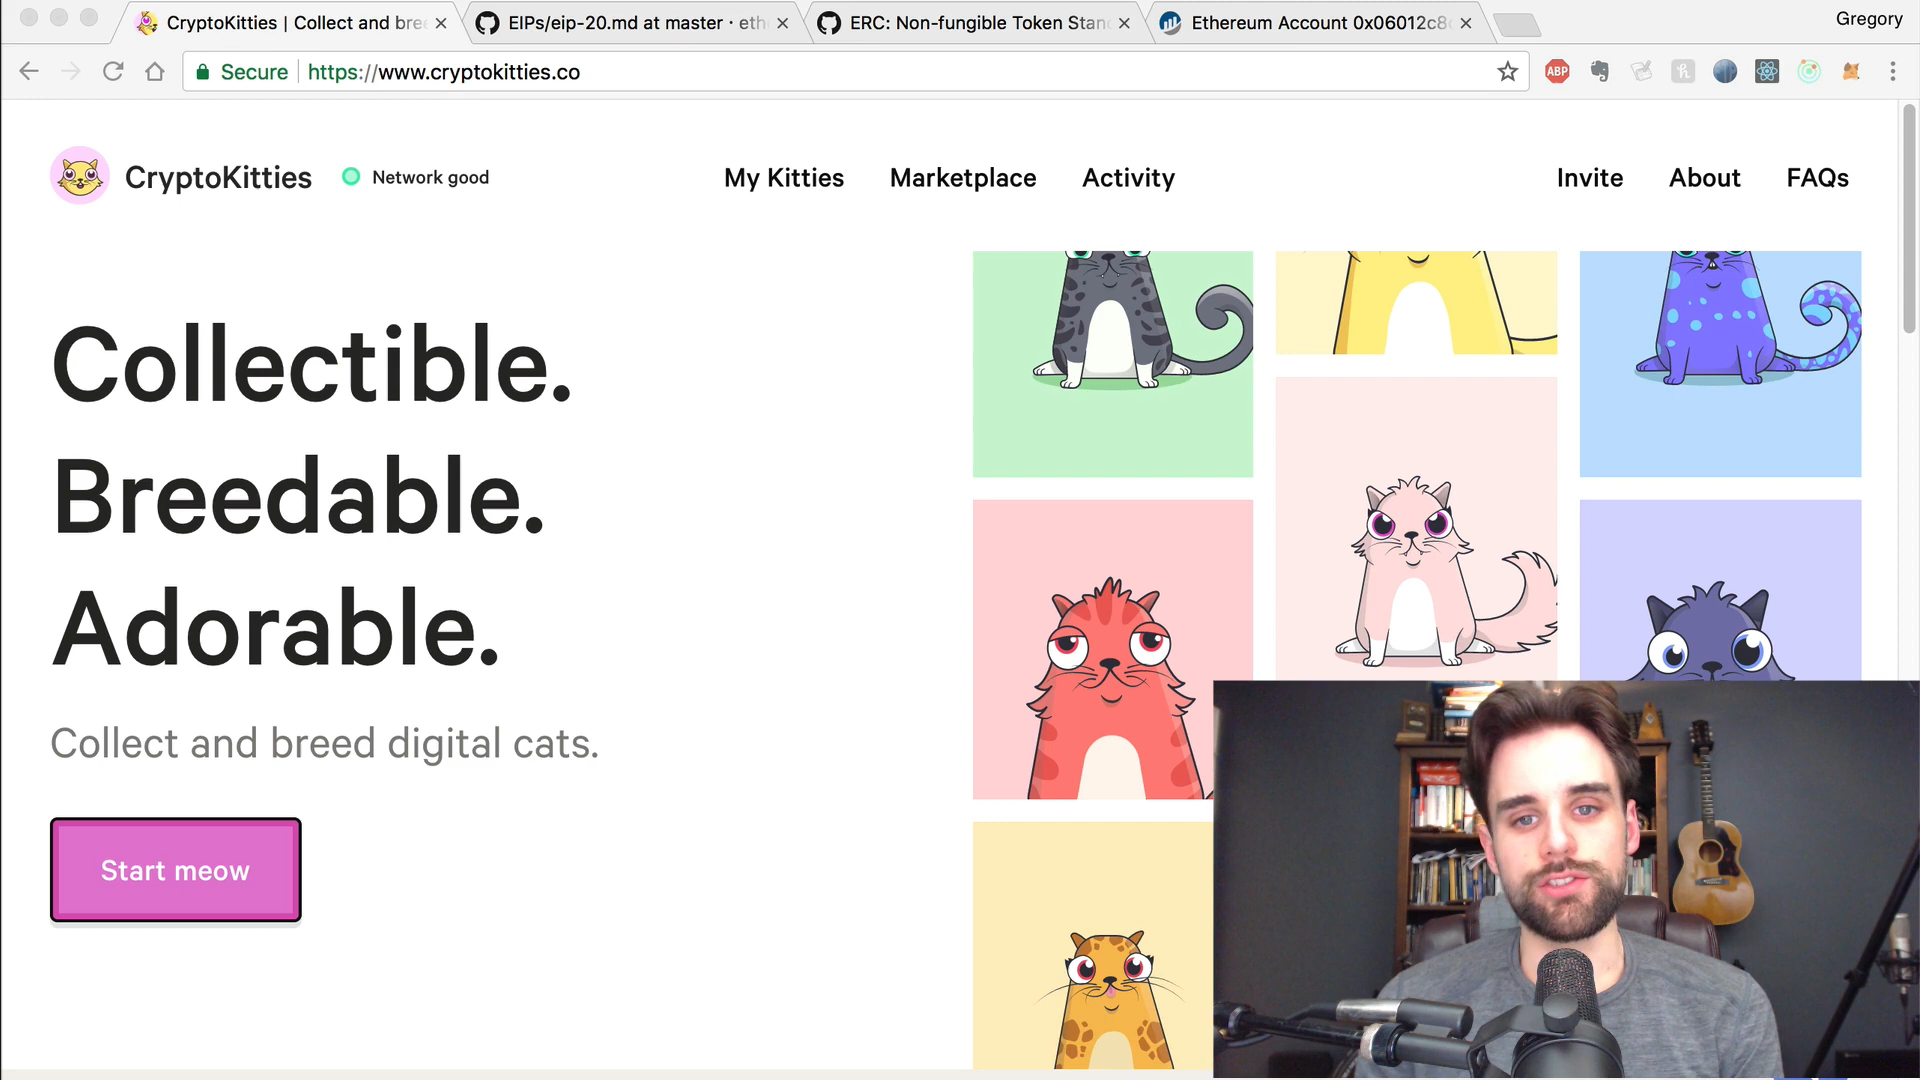 CryptoKitties | Collect and bree
EIPs/eip-20.md at master · eth
ERC: Non-fungible Token Stan
Ethereum Account 0x06012c8
Gregory
Secure
https://www.cryptokitties.co
ABP
CryptoKitties
Network good
My Kitties
Marketplace
Activity
Invite
About
FAQs
Collectible.
Breedable.
Adorable.
Collect and breed digital cats.
Start meow